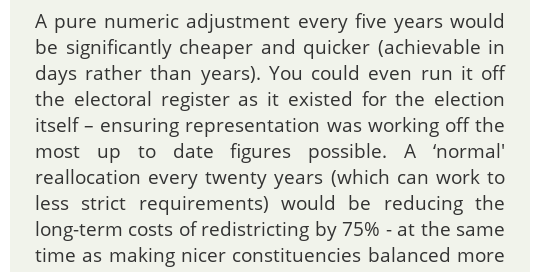 A pure numeric adjustment every five years would
be significantly cheaper and quicker (achievable in
days rather than years). You could even run it off
the electoral register as it existed for the election
itself – ensuring representation was working off the
most up to date figures possible. A ‘normal'
reallocation every twenty years (which can work to
less strict requirements) would be reducing the
long-term costs of redistricting by 75% - at the same
time as making nicer constituencies balanced more